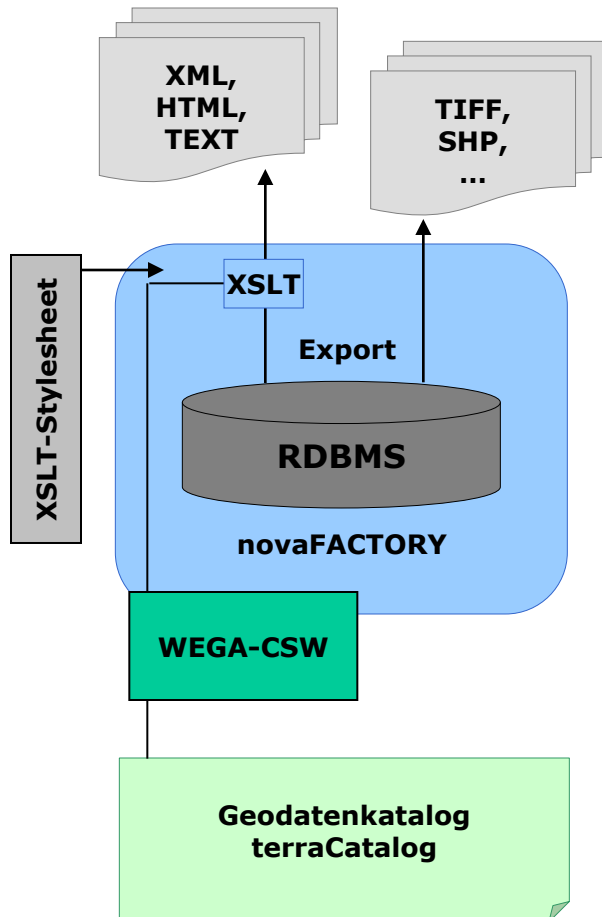 XML,
HTML,
TEXT
TIFF,
SHP,
...
XSLT-Stylesheet
XSLT
Export
RDBMS
novaFACTORY
WEGA-CSW
Geodatenkatalog
terraCatalog